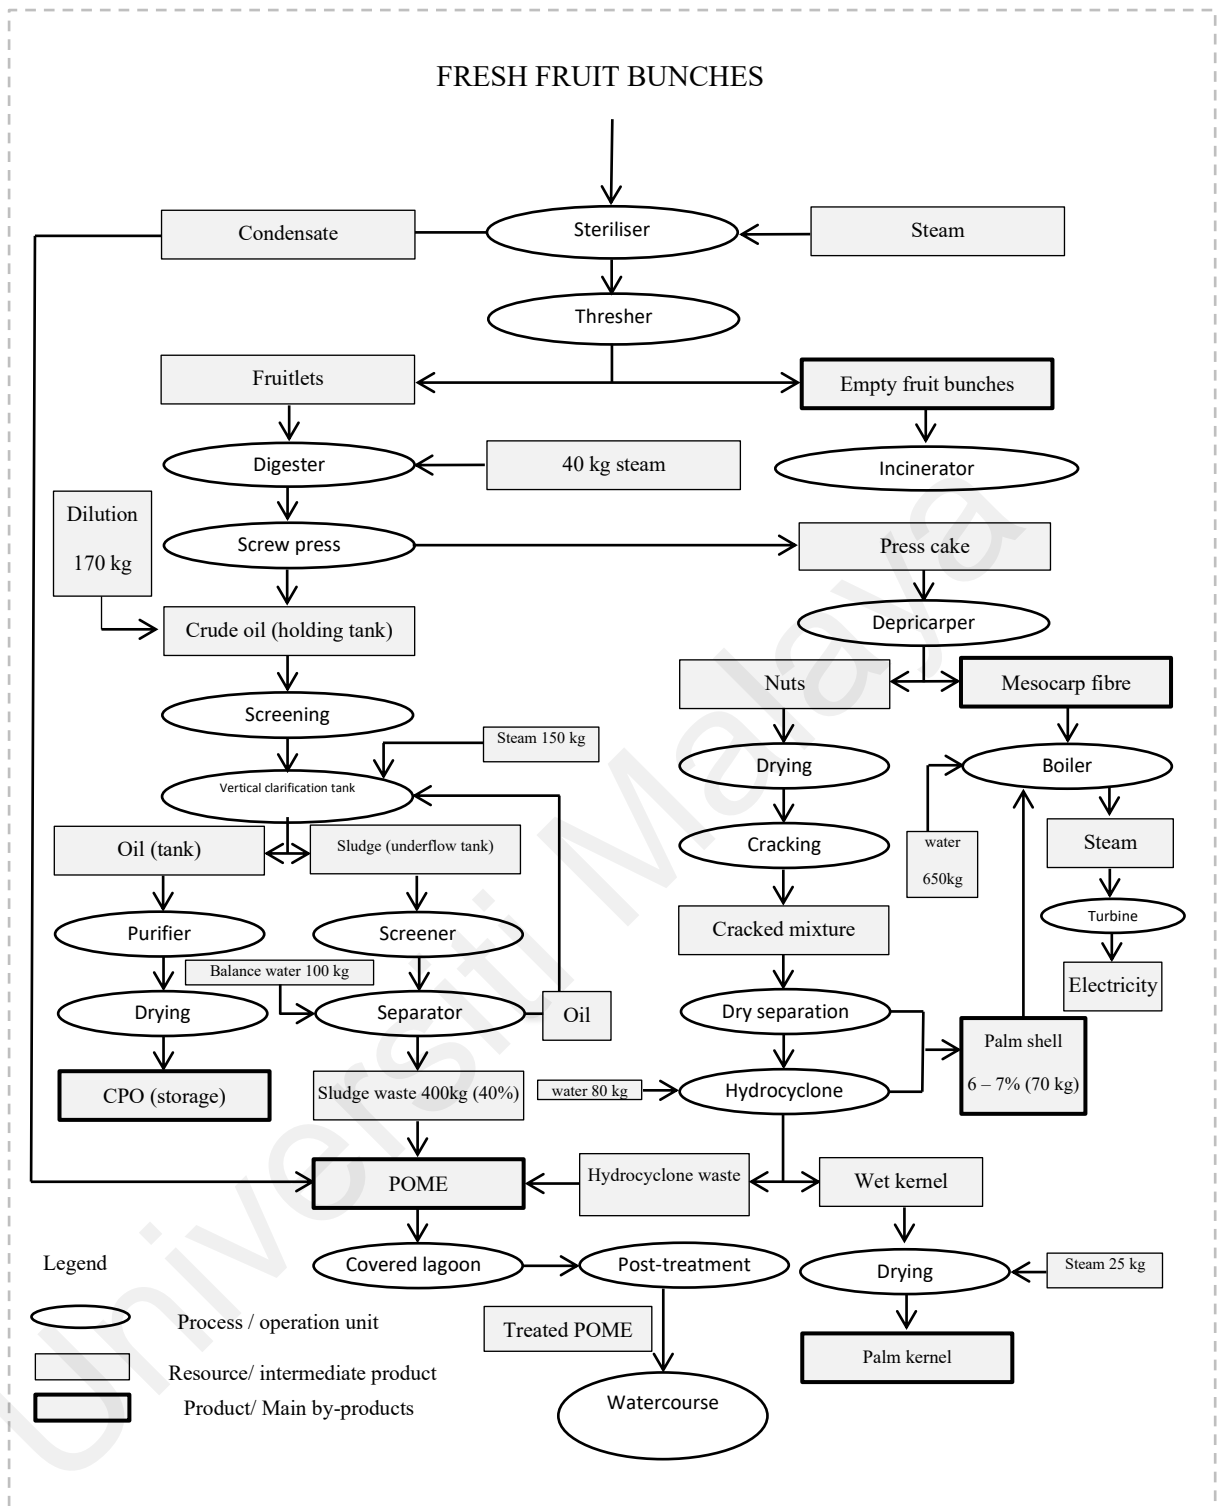 FRESH FRUIT BUNCHES
Condensate
Steriliser
Steam
Thresher
Fruitlets
Empty fruit bunches
Digester
40 kg steam
Incinerator
Dilution
170 kg
Screw press
Press cake
Crude oil (holding tank)
Depricarper
Nuts
Mesocarp fibre
Screening
Steam 150 kg
Drying
Boiler
Vertical clarification tank
Oil (tank)
Sludge (underflow tank)
Cracking
water
650kg
Steam
Purifier
Screener
Cracked mixture
Turbine
Balance water 100 kg
Electricity
Drying
Separator
Oil
Dry separation
Palm shell
6 – 7% (70 kg)
CPO (storage)
Sludge waste 400kg (40%)
water 80 kg
Hydrocyclone
POME
Hydrocyclone waste
Wet kernel
Covered lagoon
Post-treatment
Drying
Steam 25 kg
Treated POME
Palm kernel
Watercourse
Legend
Process / operation unit
Resource/ intermediate product
Product/ Main by-products
Universiti Malaya